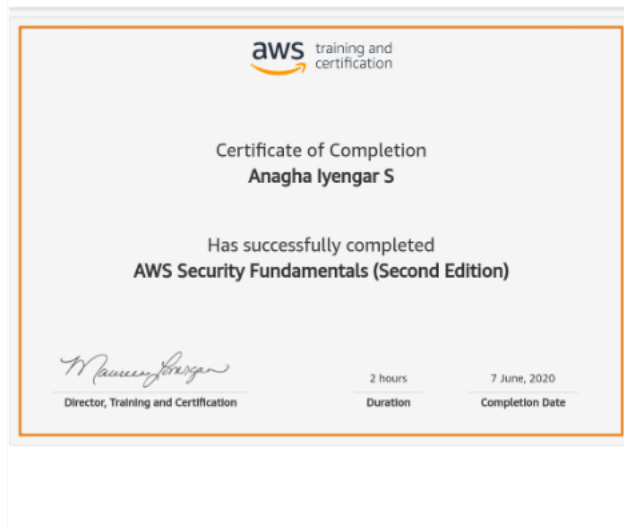 aws training and
certification
Certificate of Completion
Anagha Iyengar S
Has successfully completed
AWS Security Fundamentals (Second Edition)
2 hours
7 June, 2020
Director, Training and Certification
Duration
Completion Date